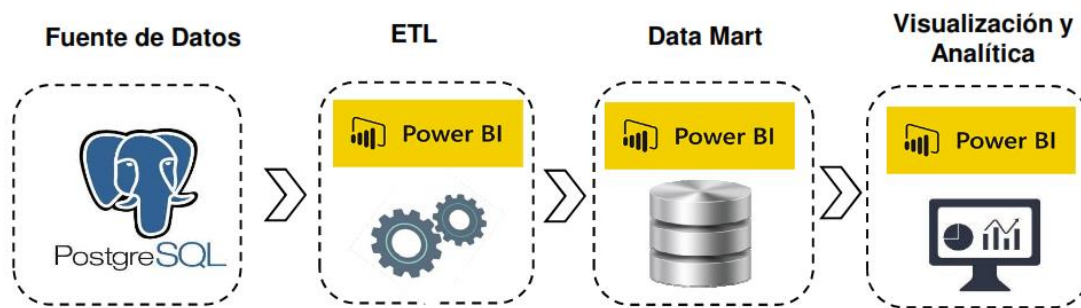 Fuente de Datos
ETL
Data Mart
Visualización y
Analítica
PostgreSQL
Power BI
Power BI
Power BI